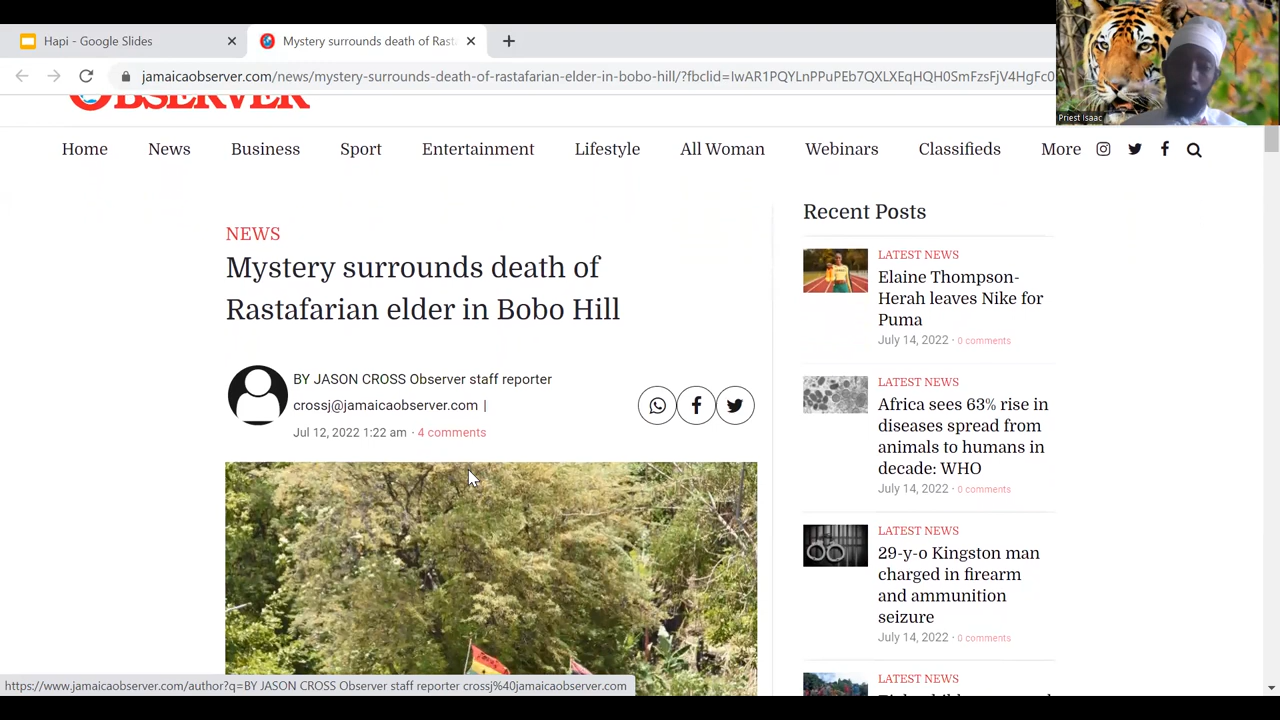 Hapi - Google Slides
Mystery surrounds death of Rast
jamaicaobserver.com/news/mystery-surrounds-death-of-rastafarian-elder-in-bobo-hill/?fbclid=IwAR1PQYLnPPuPEb7QXLXEqHQH0SmFzsFjV4HgFc0
Priest Isaac
OBSERVER
Home News Business Sport Entertainment Lifestyle All Woman Webinars Classifieds More
NEWS
Mystery surrounds death of
Rastafarian elder in Bobo Hill
BY JASON CROSS Observer staff reporter
crossj@jamaicaobserver.com |
Jul 12, 2022 1:22 am · 4 comments
Recent Posts
LATEST NEWS
Elaine Thompson-
Herah leaves Nike for
Puma
July 14, 2022 · 0 comments
LATEST NEWS
Africa sees 63% rise in
diseases spread from
animals to humans in
decade: WHO
July 14, 2022 · 0 comments
LATEST NEWS
29-y-o Kingston man
charged in firearm
and ammunition
seizure
July 14, 2022 · 0 comments
LATEST NEWS
https://www.jamaicaobserver.com/author?q=BY JASON CROSS Observer staff reporter crossj%40jamaicaobserver.com